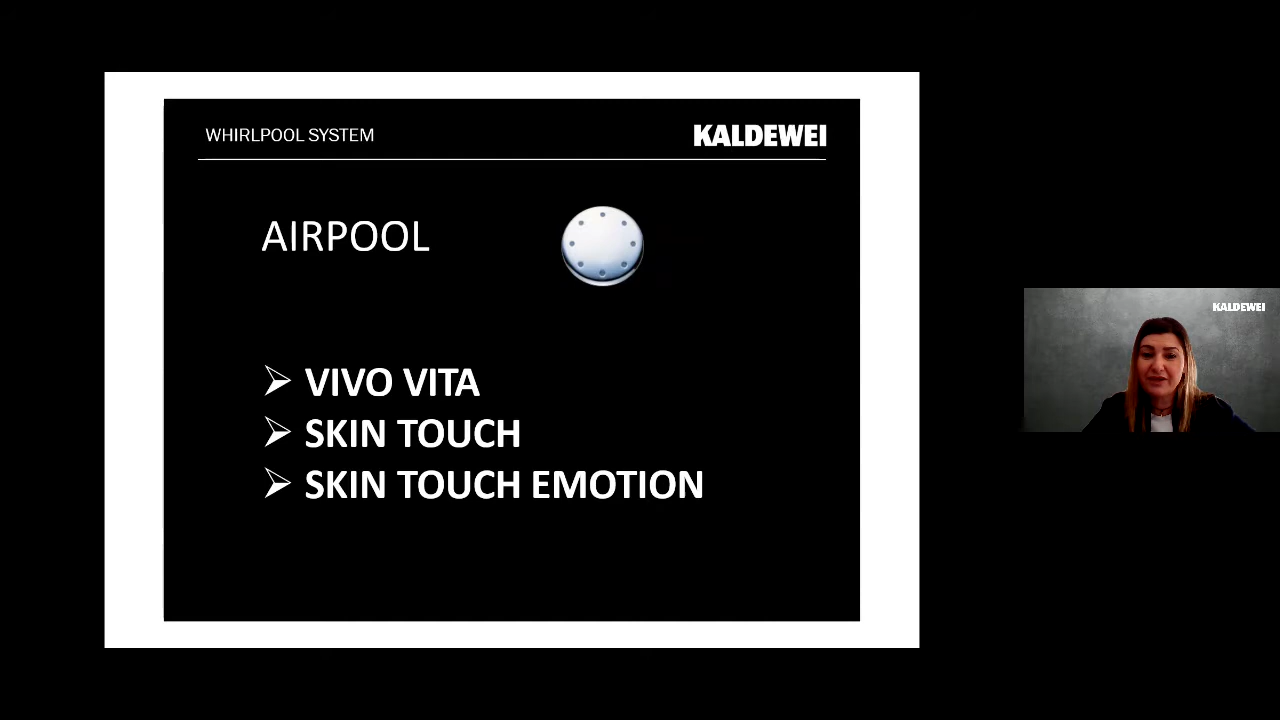 WHIRLPOOL SYSTEM
KALDEWEI
AIRPOOL
VIVO VITA
SKIN TOUCH
SKIN TOUCH EMOTION
KALDEWEI